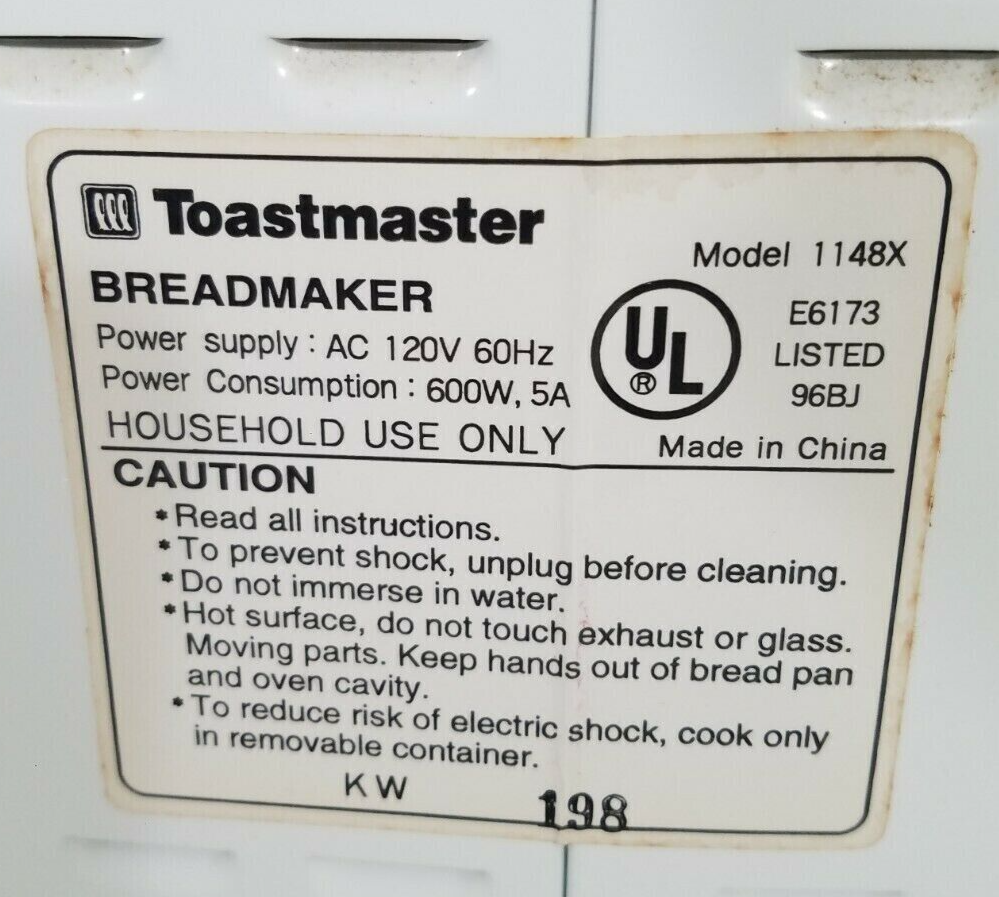 Toastmaster
Model 1148X
BREADMAKER
E6173
Power supply : AC 120V 60Hz
UL®
LISTED
Power Consumption : 600W, 5A
96BJ
HOUSEHOLD USE ONLY
Made in China
CAUTION
*Read all instructions.
*To prevent shock, unplug before cleaning.
*Do not immerse in water.
*Hot surface, do not touch exhaust or glass.
Moving parts. Keep hands out of bread pan
and oven cavity.
*To reduce risk of electric shock, cook only
in removable container.
KW
198